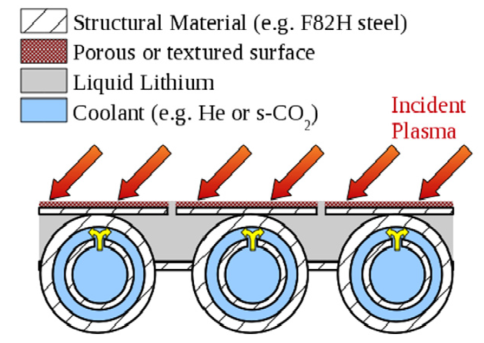 Structural Material (e.g. F82H steel)
Porous or textured surface
Liquid Lithium
Coolant (e.g. He or s-CO₂)
Incident
Plasma